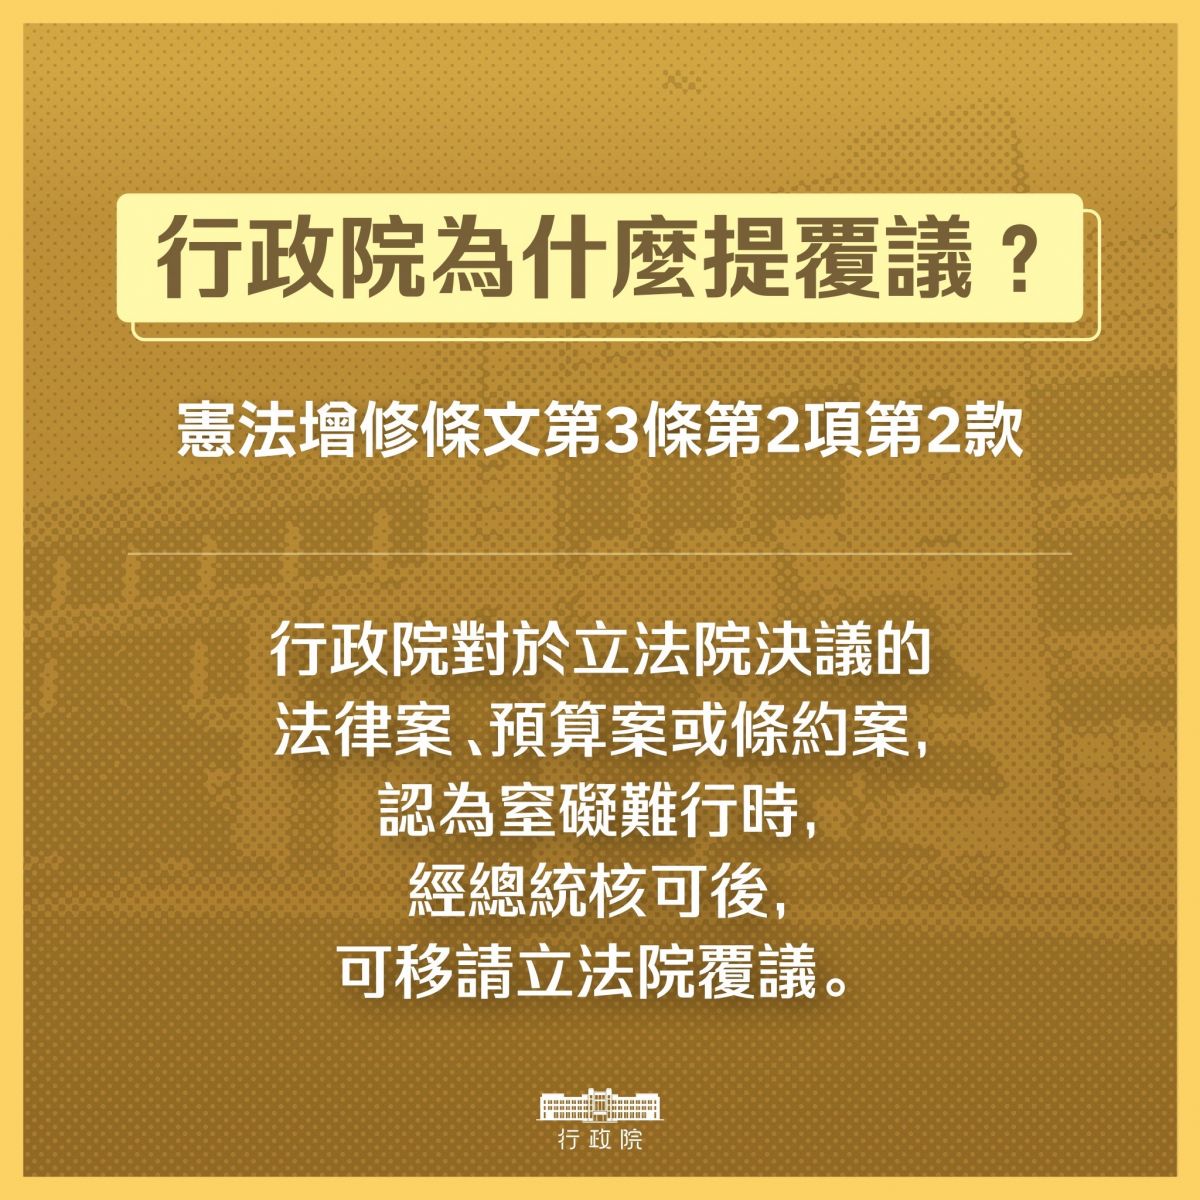 行政院為什麼提覆議？
憲法增修條文第3條第2項第2款
行政院對於立法院決議的
法律案、預算案或條約案，
認為窒礙難行時，
經總統核可後，
可移請立法院覆議。
行政院